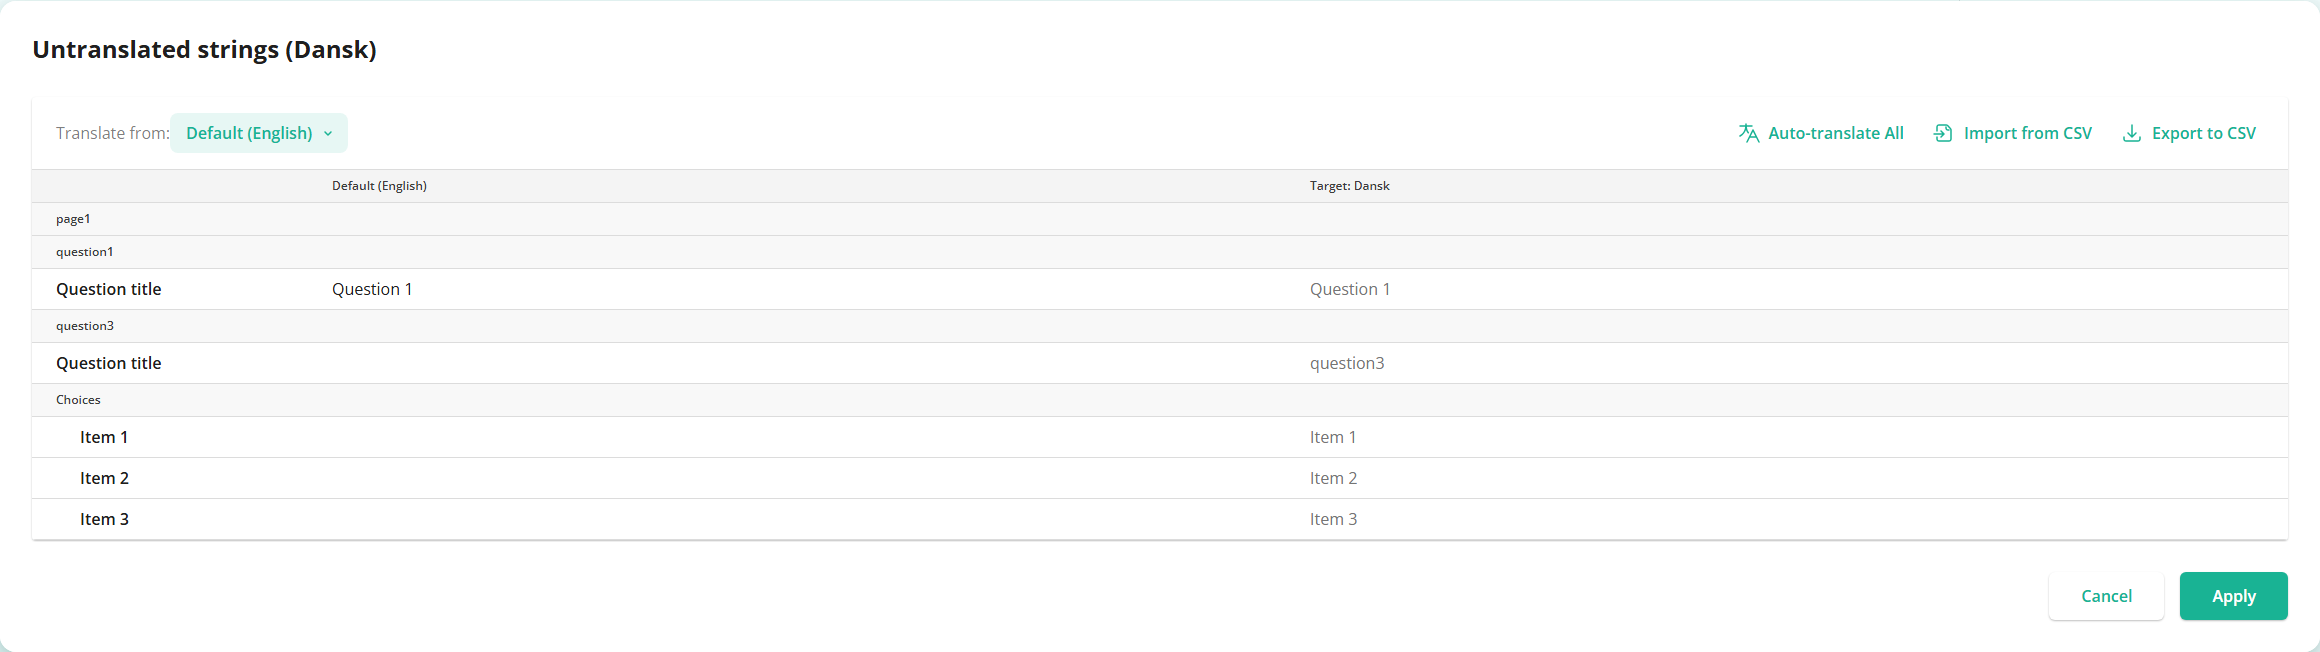 Untranslated strings (Dansk)
Translate from: Default (English) Auto-translate All Import from CSV Export to CSV
Default (English) Target: Dansk
page1
question1
Question title Question 1 Question 1
question3
Question title question3
Choices
Item 1 Item 1
Item 2 Item 2
Item 3 Item 3
Cancel Apply